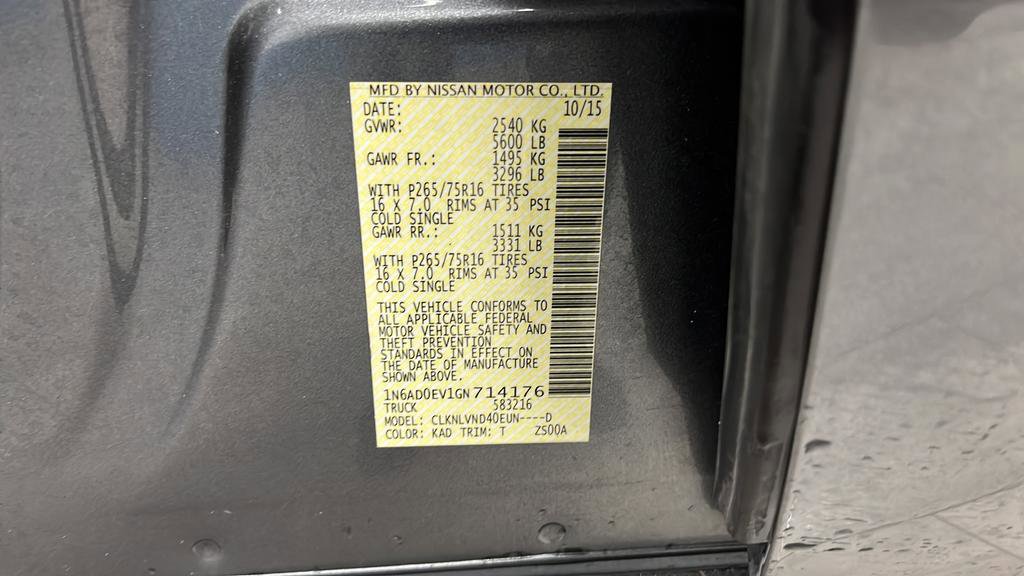 MFD BY NISSAN MOTOR CO., LTD.
DATE: 10/15
GVWR: 2540 KG
5600 LB
GAWR FR.: 1495 KG
3296 LB
WITH P265/75R16 TIRES
16 X 7.0 RIMS AT 35 PSI
COLD SINGLE
GAWR RR.: 1511 KG
3331 LB
WITH P265/75R16 TIRES
16 X 7.0 RIMS AT 35 PSI
COLD SINGLE
THIS VEHICLE CONFORMS TO
ALL APPLICABLE FEDERAL
MOTOR VEHICLE SAFETY AND
THEFT PREVENTION
STANDARDS IN EFFECT ON
THE DATE OF MANUFACTURE
SHOWN ABOVE.
1N6AD0EV1GN714176
TRUCK 583216
MODEL: CLKNLVND40EUN----D
COLOR: KAD TRIM: T ZS00A